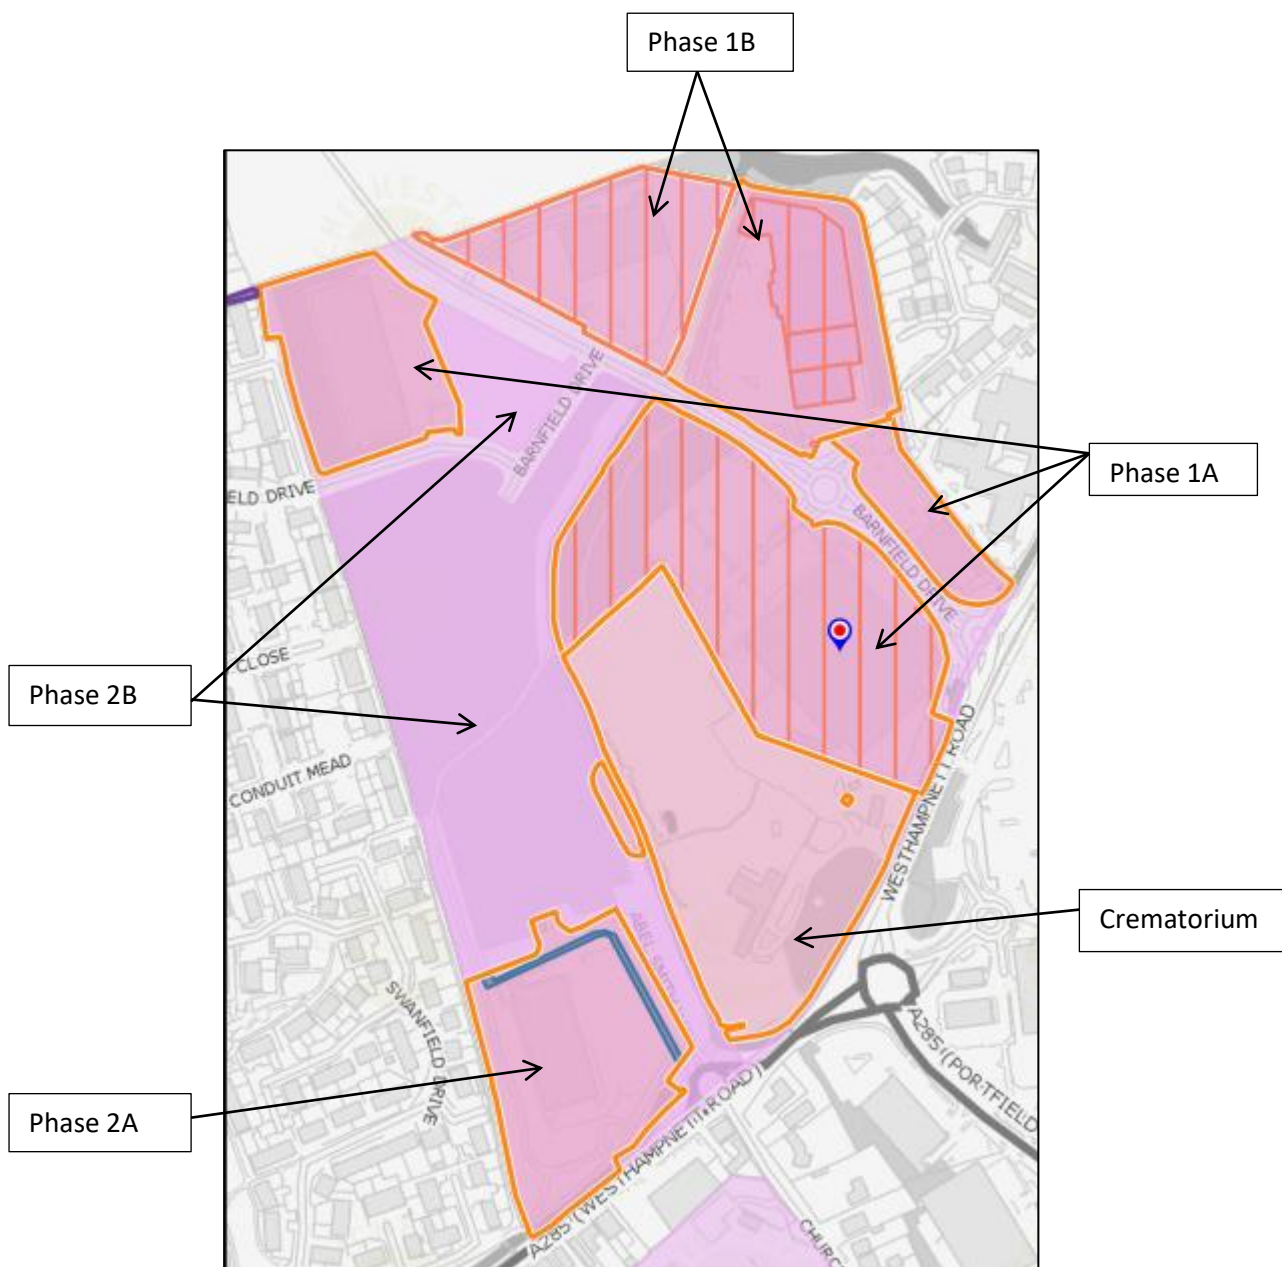 Phase 1B
BARNFIELD DRIVE
Phase 1A
ELD DRIVE
BARNFIELD DRIVE
CLOSE
Phase 2B
WESTHAMPNETT ROAD
CONDUIT MEAD
Crematorium
SWANFIELD DRIVE
A285 (PORTFIELD
Phase 2A
A285 (WESTHAMPNETT ROAD)
CHURC